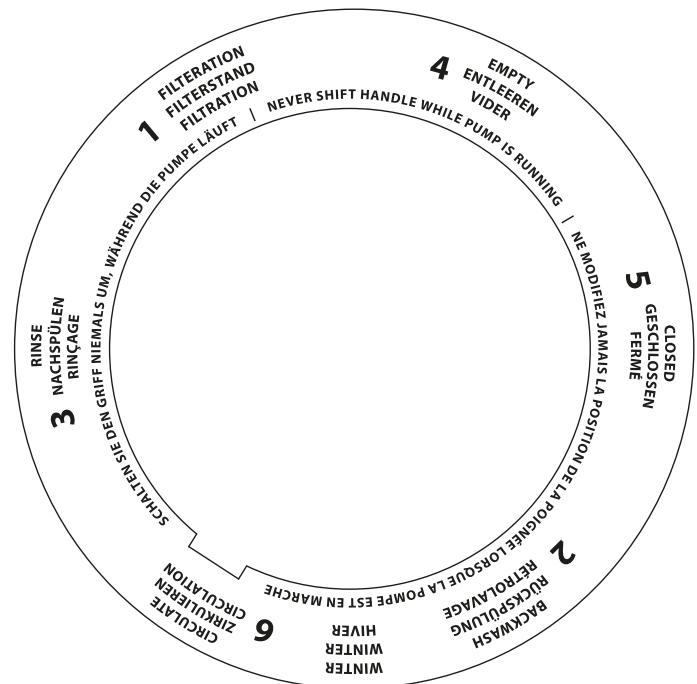 1
FILTERATION
FILTERSTAND
FILTRATION
4
EMPTY
ENTLEEREN
VIDER
5
CLOSED
GESCHLOSSEN
FERMÉ
2
BACKWASH
RÜCKSPÜLUNG
RÉTROLAVAGE
WINTER
WINTER
HIVER
6
CIRCULATE
ZIRKULIEREN
CIRCULATION
3
RINSE
NACHSPÜLEN
RINÇAGE
SCHALTEN SIE DEN GRIFF NIEMALS UM, WÄHREND DIE PUMPE LÄUFT | NEVER SHIFT HANDLE WHILE PUMP IS RUNNING | NE MODIFIEZ JAMAIS LA POSITION DE LA POIGNÉE LORSQUE LA POMPE EST EN MARCHE